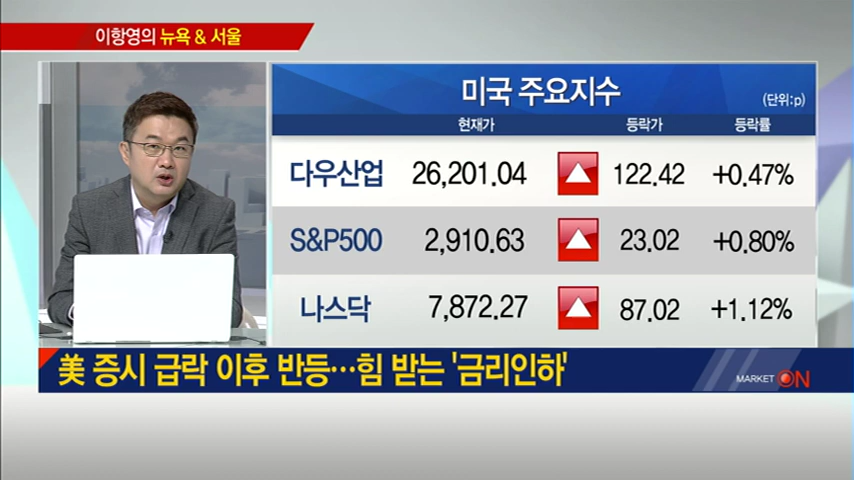 이항영의 뉴욕 & 서울
미국 주요지수
(단위:p)
현재가 등락가 등락률
다우산업 26,201.04 122.42 +0.47%
S&P500 2,910.63 23.02 +0.80%
나스닥 7,872.27 87.02 +1.12%
美 증시 급락 이후 반등…힘 받는 '금리인하'
MARKET ON